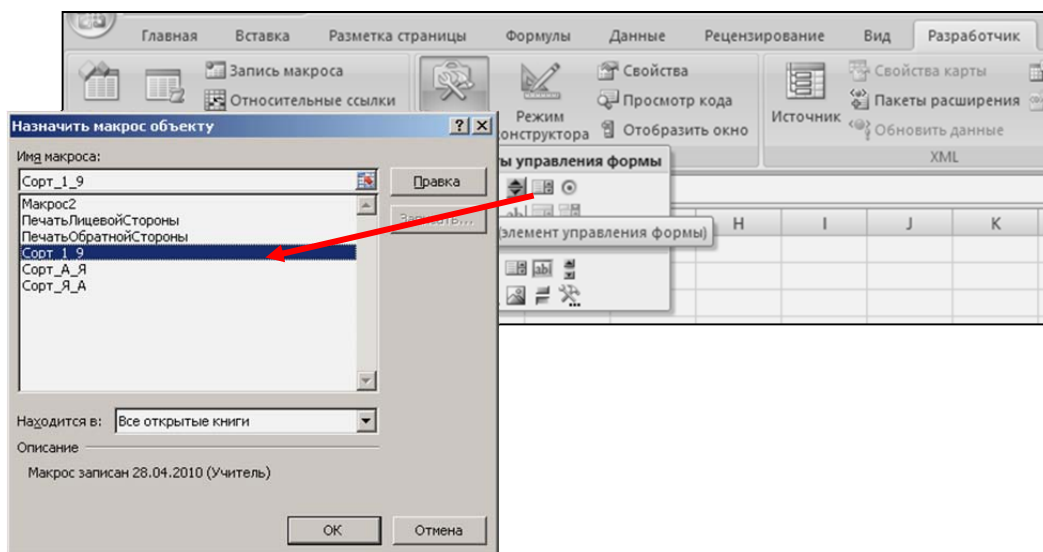 Главная Вставка Разметка страницы Формулы Данные Рецензирование Вид Разработчик
Запись макроса
Относительные ссылки
Режим
конструктора
Свойства
Просмотр кода
Отобразить окно
Источник
Свойства карты
Пакеты расширения
Обновить данные
XML
Назначить макрос объекту
Имя макроса:
Сорт_1_9
Правка
Макрос2
ПечатьЛицевойСтороны
ПечатьОбратнойСтороны
Сорт_1_9
Сорт_А_Я
Сорт_Я_А
Находится в: Все открытые книги
Описание
Макрос записан 28.04.2010 (Учитель)
ОК Отмена
управления формы
(элемент управления формы)
H I J K